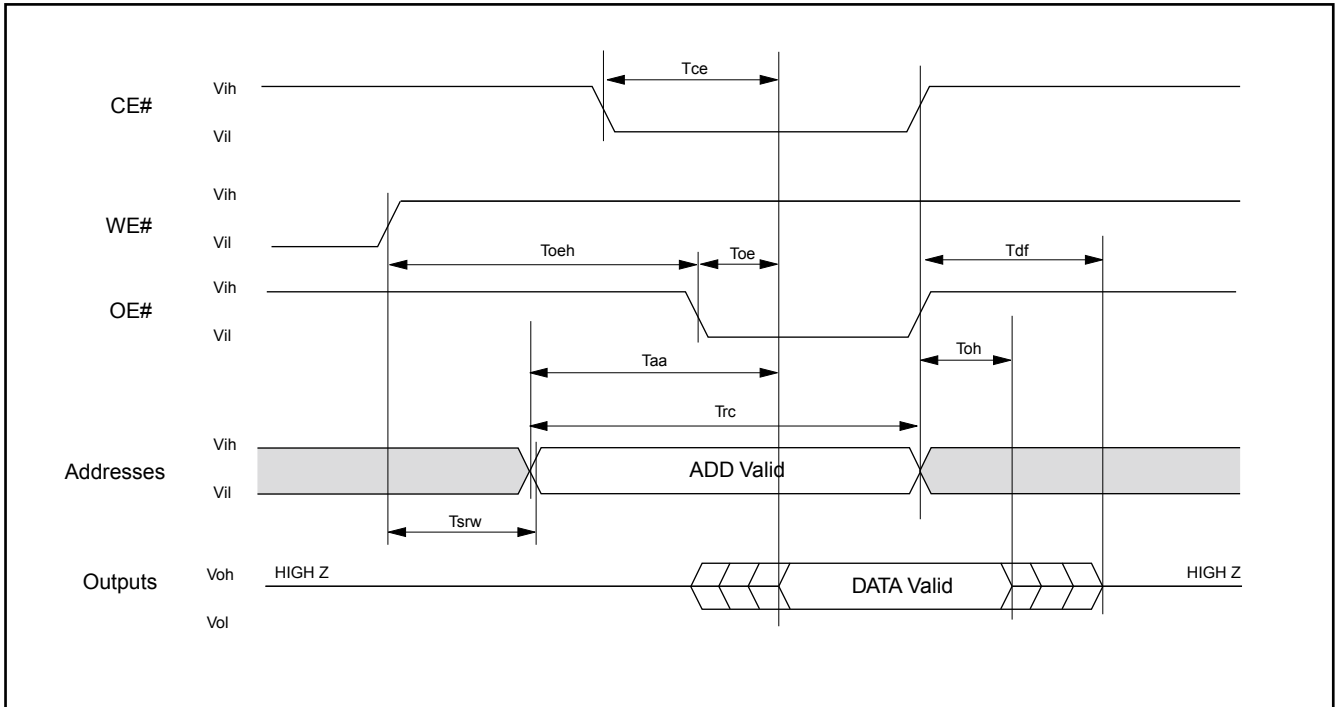 Tce
Vih
CE#
Vil
Vih
WE#
Vil
Toeh
Toe
Tdf
Vih
OE#
Vil
Toh
Taa
Trc
Vih
Addresses
ADD Valid
Vil
Tsrw
Outputs
Voh
HIGH Z
DATA Valid
HIGH Z
Vol